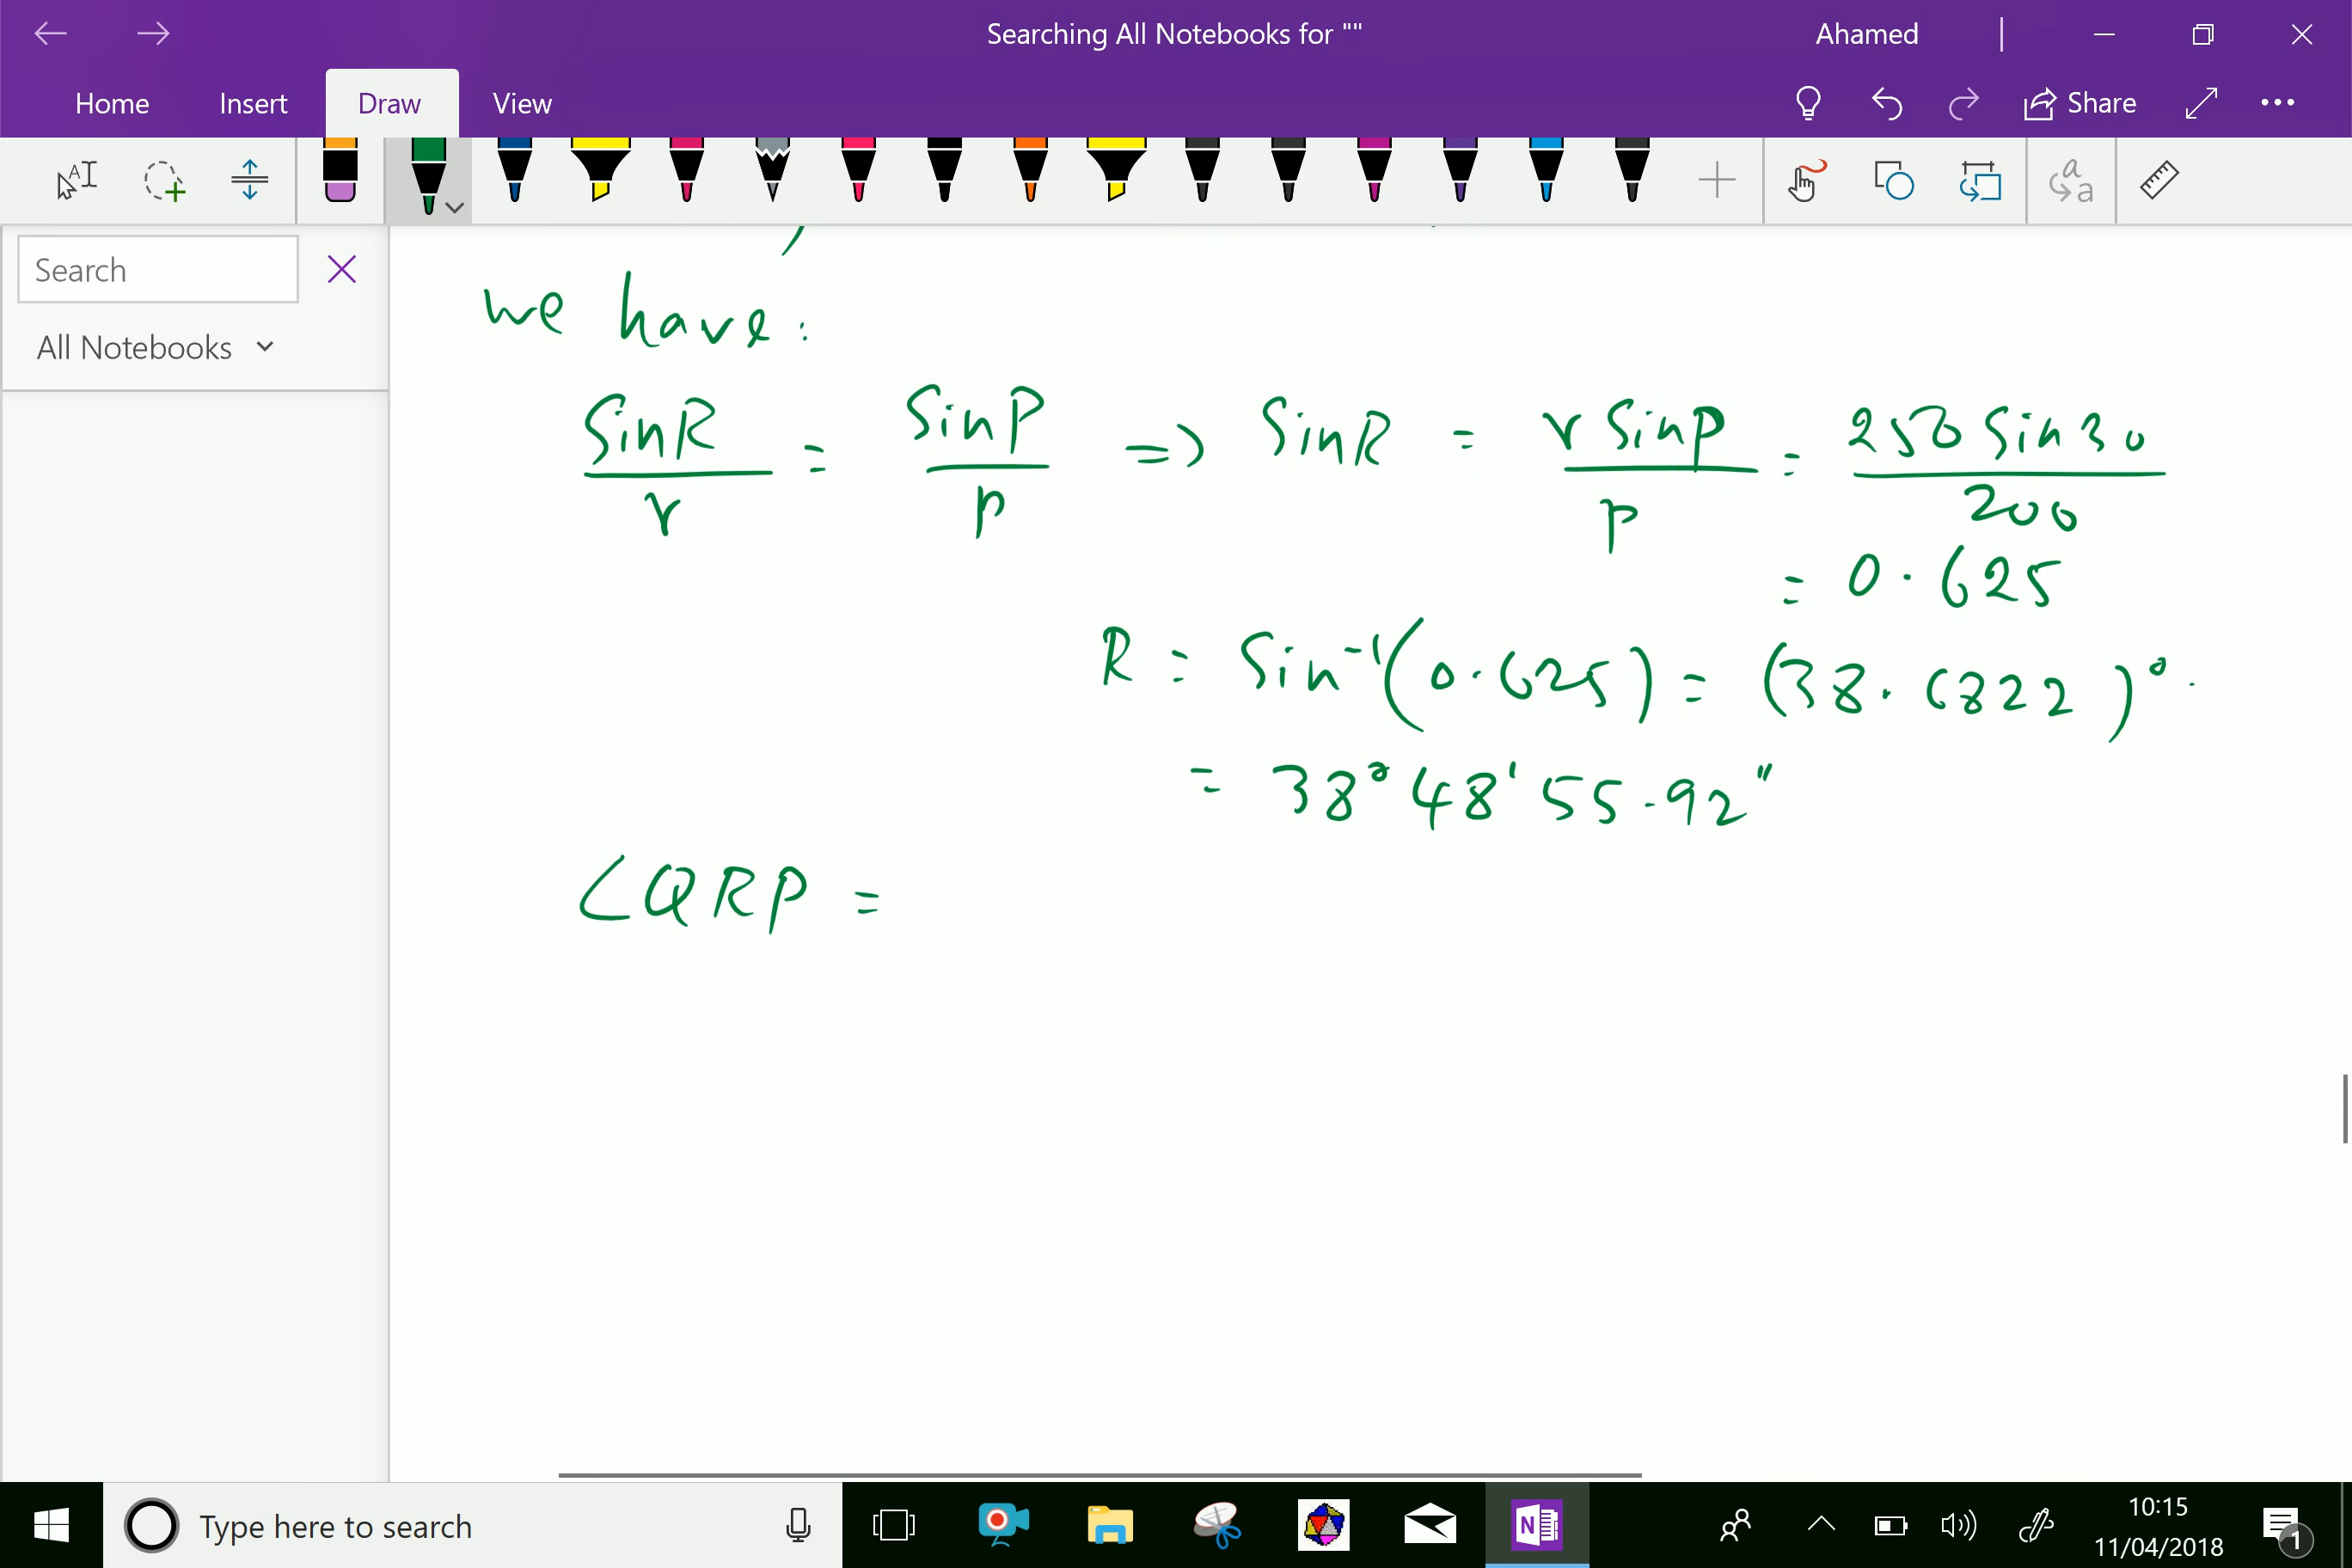 Searching All Notebooks for ""
Ahamed
Home Insert Draw View
Share
Search
All Notebooks
we have:
SinR/r = SinP/p => SinR = r SinP/p = 250 Sin30/200
= 0.625
R = Sin⁻¹(0.625) = (38.6822)°.
= 38°48'55.92"
∠QRP =
Type here to search
N
10:15
11/04/2018
1